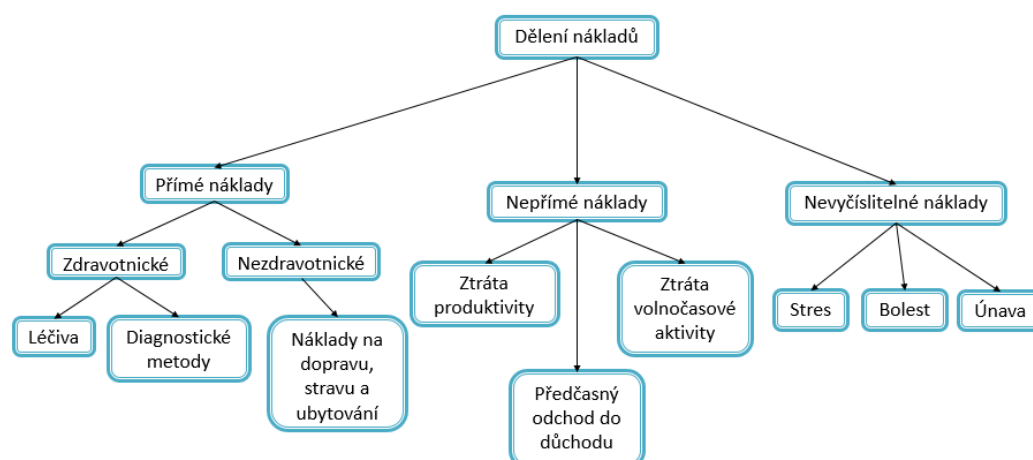 Dělení nákladů
Přímé náklady
Nepřímé náklady
Nevyčíslitelné náklady
Zdravotnické
Nezdravotnické
Ztráta
produktivity
Ztráta
volnočasové
aktivity
Stres
Bolest
Únava
Léčiva
Diagnostické
metody
Náklady na
dopravu,
stravu a
ubytování
Předčasný
odchod do
důchodu